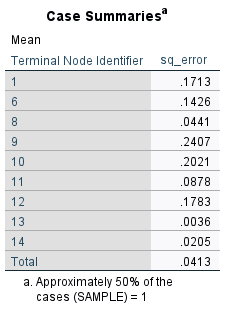 Case Summariesa
Mean
Terminal Node Identifier sq_error
1 .1713
6 .1426
8 .0441
9 .2407
10 .2021
11 .0878
12 .1783
13 .0036
14 .0205
Total .0413
a. Approximately 50% of the
cases (SAMPLE) = 1